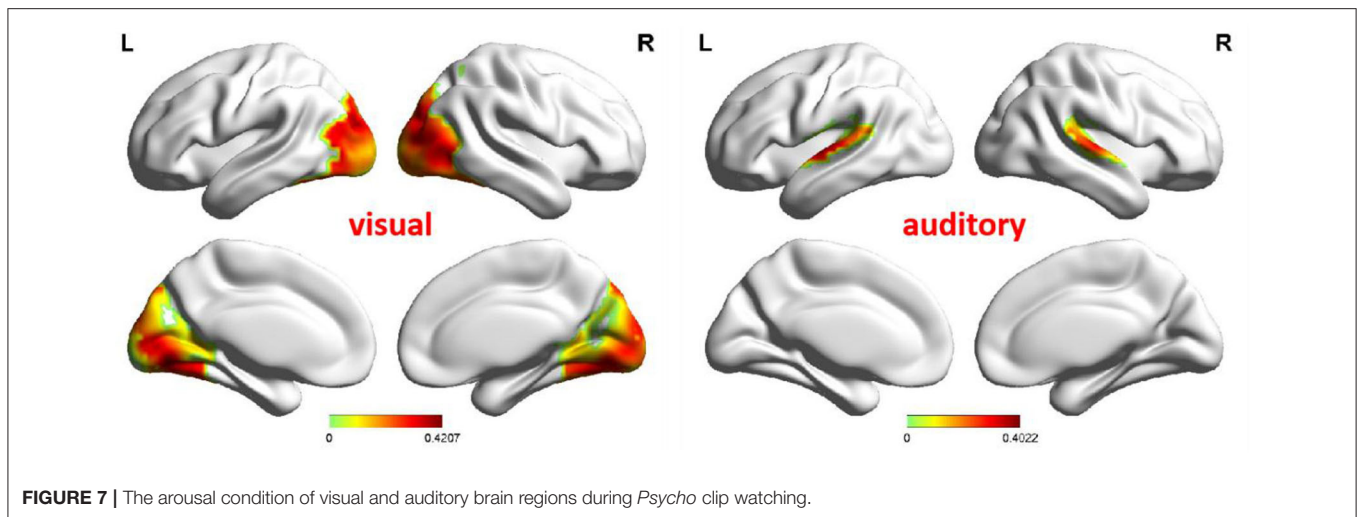 L R L R
visual auditory
0 0.4207 0 0.4022
FIGURE 7 | The arousal condition of visual and auditory brain regions during Psycho clip watching.